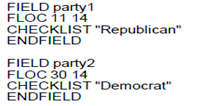 FIELD party1
FLOC 11 14
CHECKLIST "Republican"
ENDFIELD

FIELD party2
FLOC 30 14
CHECKLIST "Democrat"
ENDFIELD